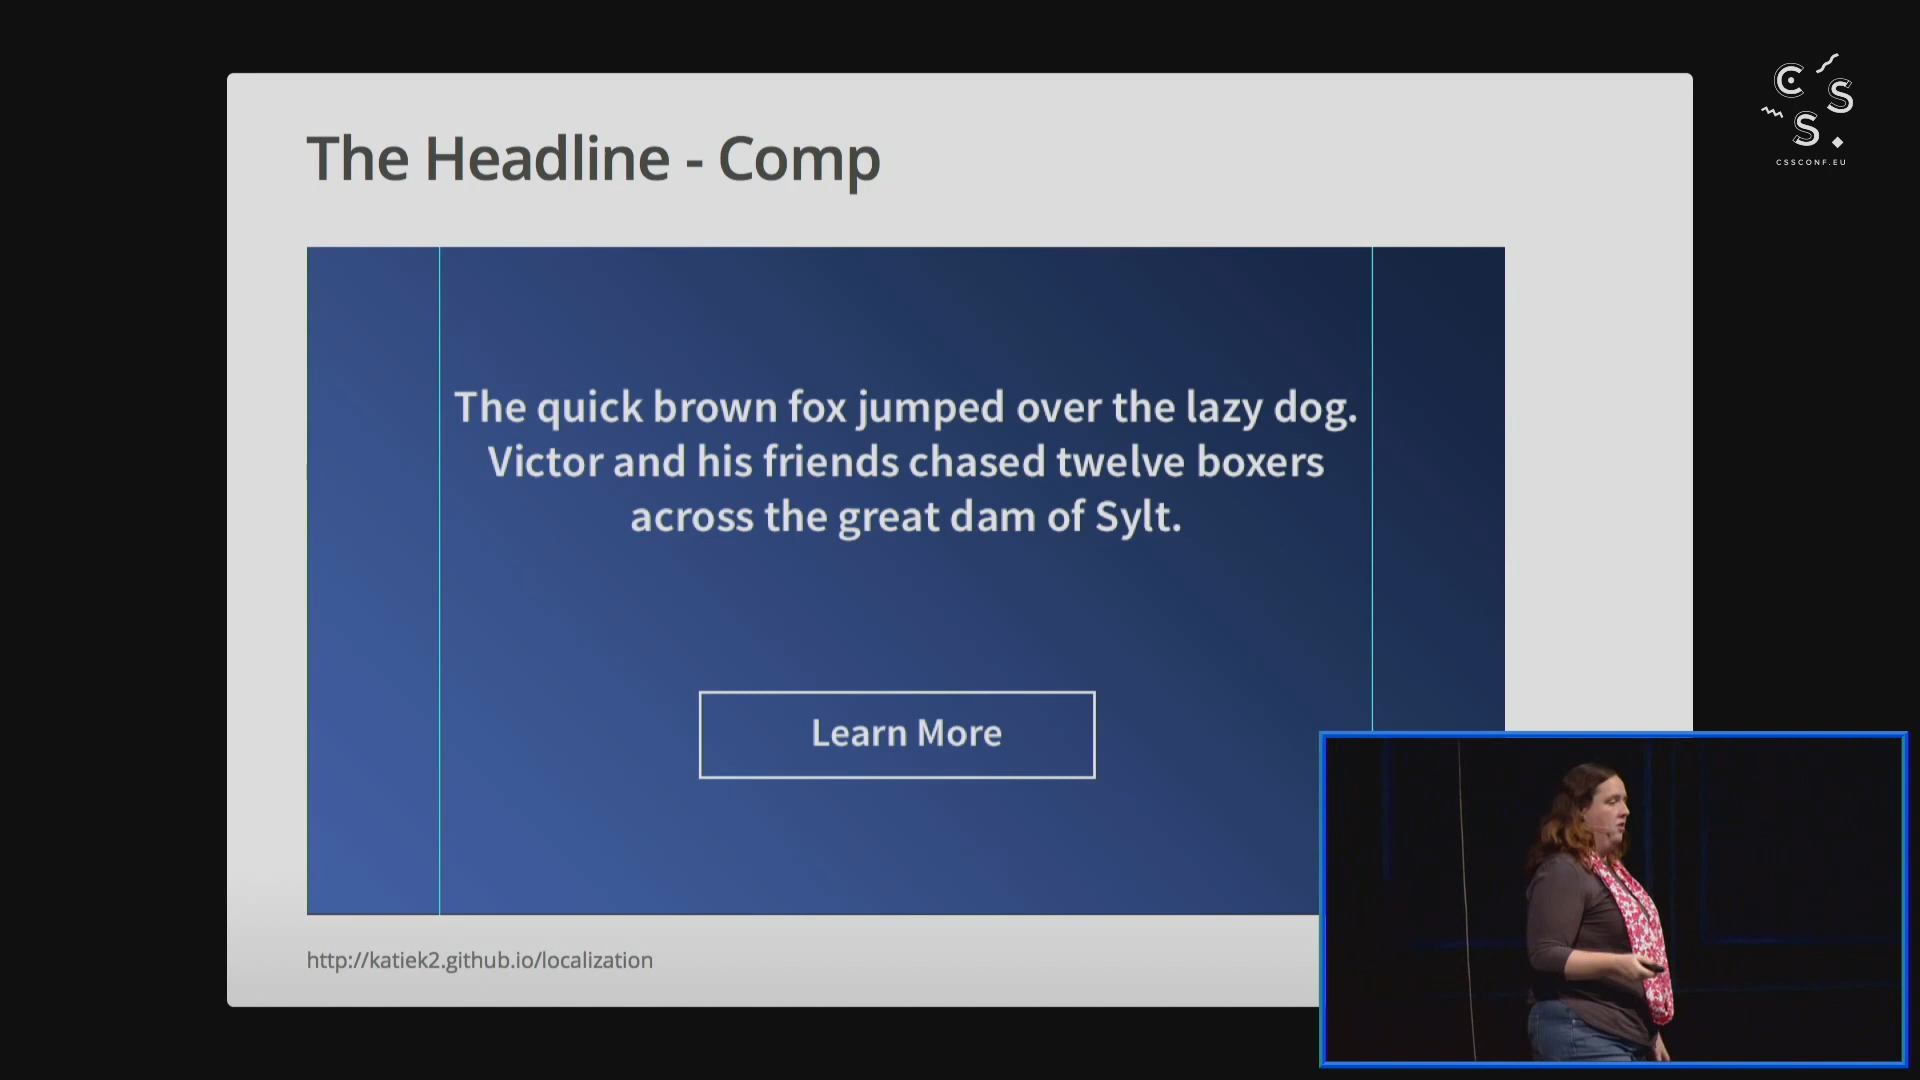 The Headline - Comp
The quick brown fox jumped over the lazy dog.
Victor and his friends chased twelve boxers
across the great dam of Sylt.
Learn More
http://katiek2.github.io/localization
CSS.
CSSCONF.EU